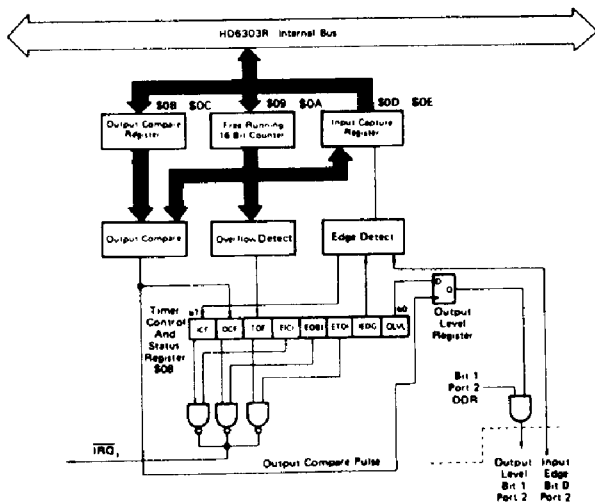 HD6303R Internal Bus
$0B $0C
$09 $0A
$0D $0E
Output Compare
Register
Free Running
16 Bit Counter
Input Capture
Register
Output Compare
Overflow Detect
Edge Detect
Timer
Control
And
Status
Register
$08
b7
b0
ICF OCF TOF EICI EOCI ETOI IEDG OLVL
D
Q
Output
Level
Register
Bit 1
Port 2
DDR
IRQ₁
Output Compare Pulse
Output
Level
Bit 1
Port 2
Input
Edge
Bit 0
Port 2